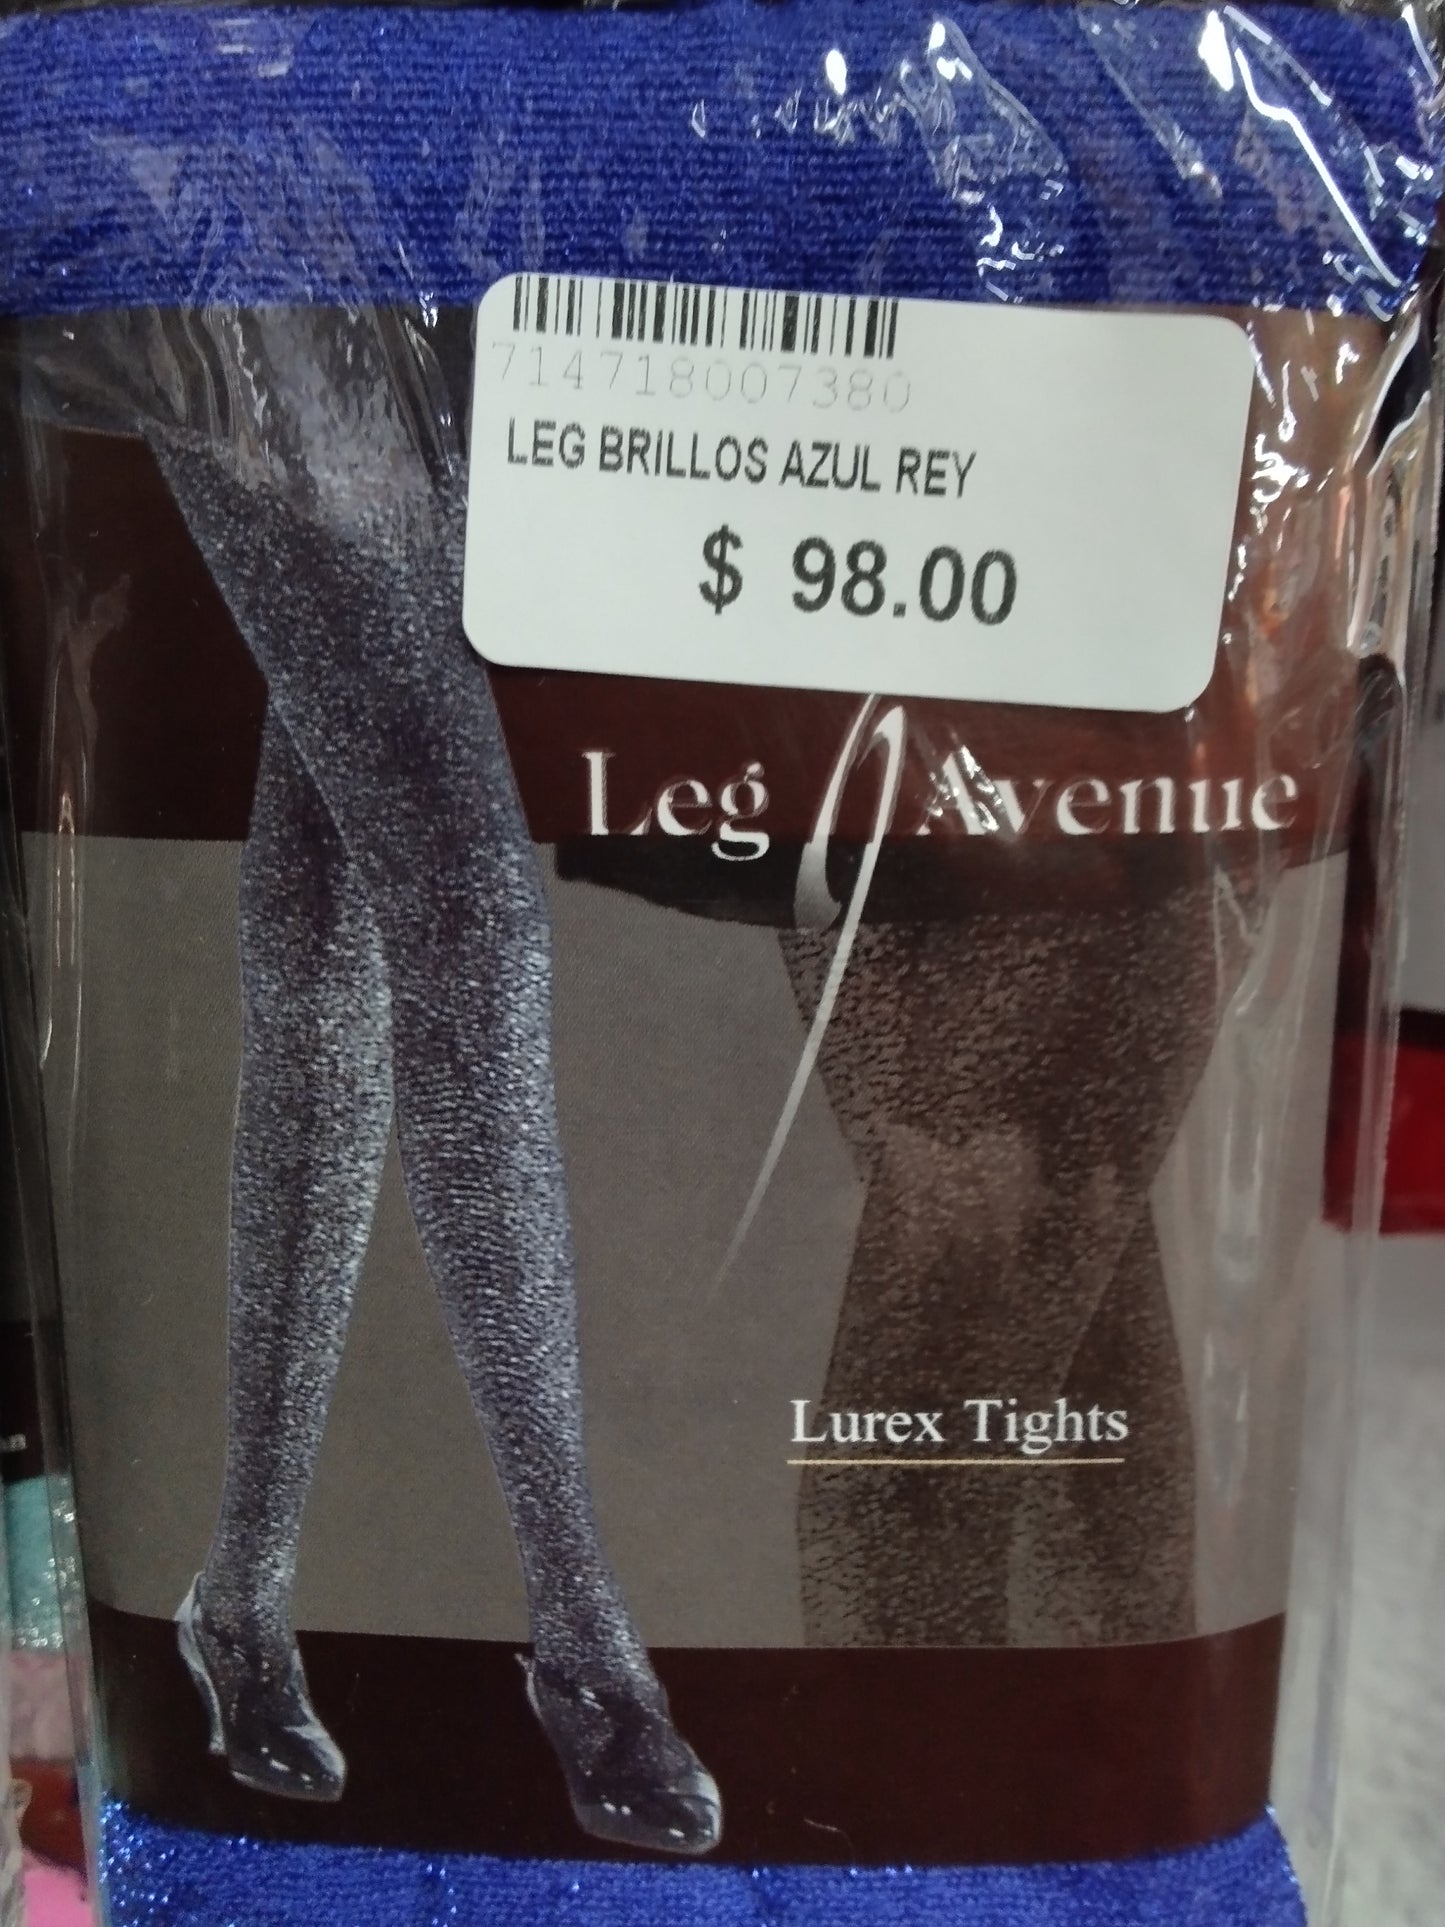 714718007380
LEG BRILLOS AZUL REY
$ 98.00
Leg Avenue
Lurex Tights